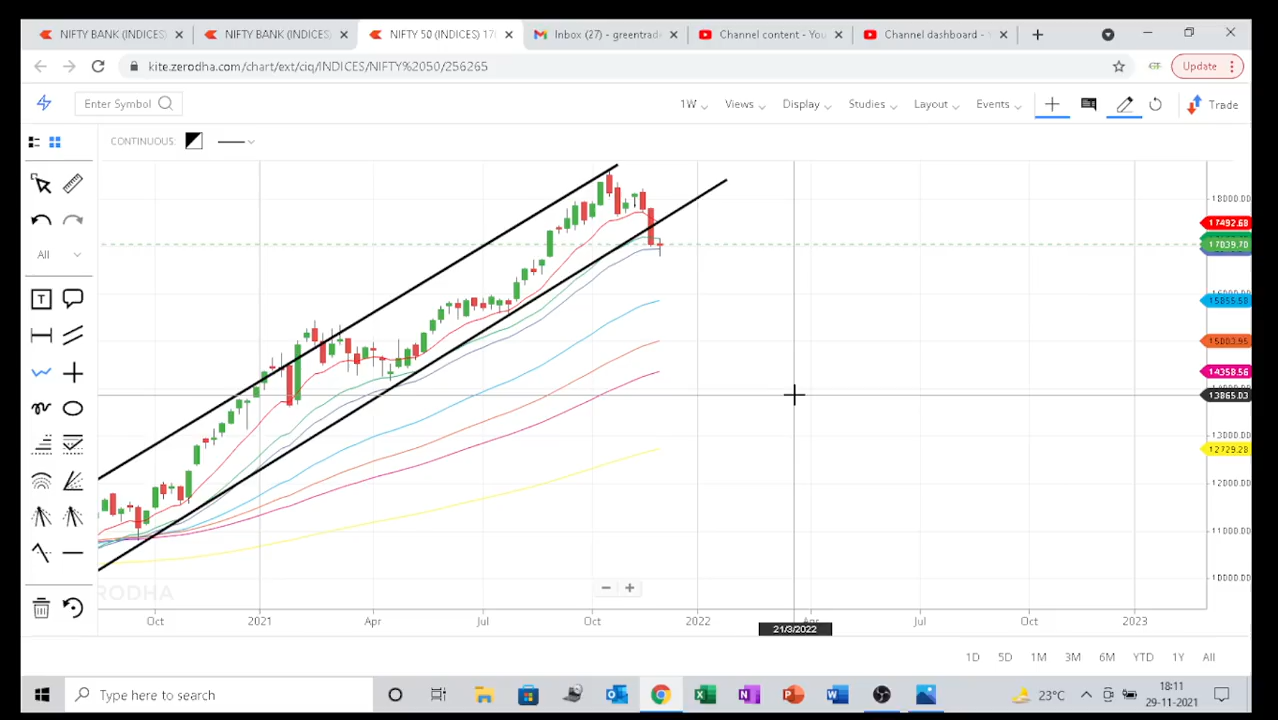 NIFTY BANK (INDICES)
NIFTY BANK (INDICES)
NIFTY 50 (INDICES) 17
Inbox (27) - greentrade
Channel content - You
Channel dashboard - Y
kite.zerodha.com/chart/ext/ciq/INDICES/NIFTY%2050/256265
GT
Update
Enter Symbol
1W
Views
Display
Studies
Layout
Events
Trade
CONTINUOUS:
All
T
18000.00
17492.68
17039.70
15855.58
15003.95
14358.56
13865.03
13000.00
12729.28
12000.00
11000.00
10000.00
RODHA
Oct
2021
Apr
Jul
Oct
2022
Apr
Jul
Oct
2023
21/3/2022
1D
5D
1M
3M
6M
YTD
1Y
All
Type here to search
23°C
18:11
29-11-2021